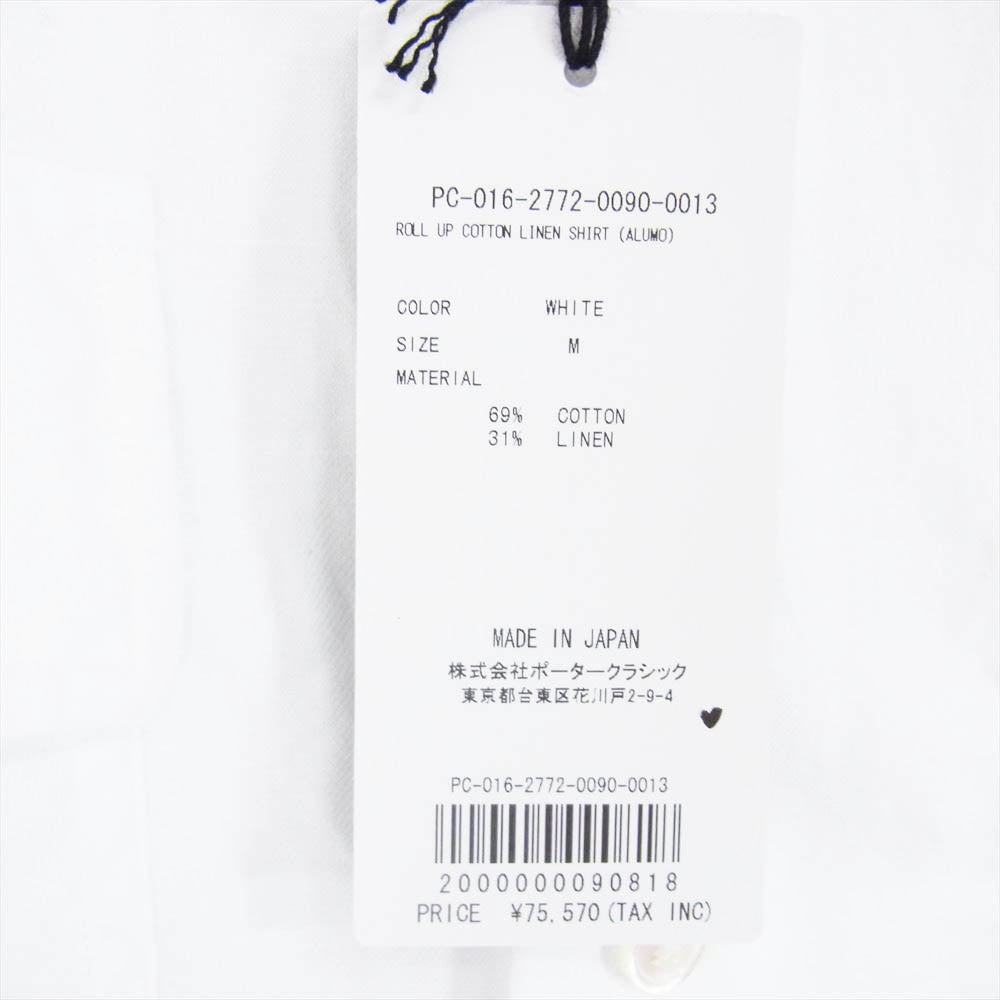 PC-016-2772-0090-0013
ROLL UP COTTON LINEN SHIRT (ALUMO)
COLOR WHITE
SIZE M
MATERIAL
69% COTTON
31% LINEN
MADE IN JAPAN
株式会社ポータークラシック
東京都台東区花川戸2-9-4
PC-016-2772-0090-0013
2000000090818
PRICE ¥75,570(TAX INC)